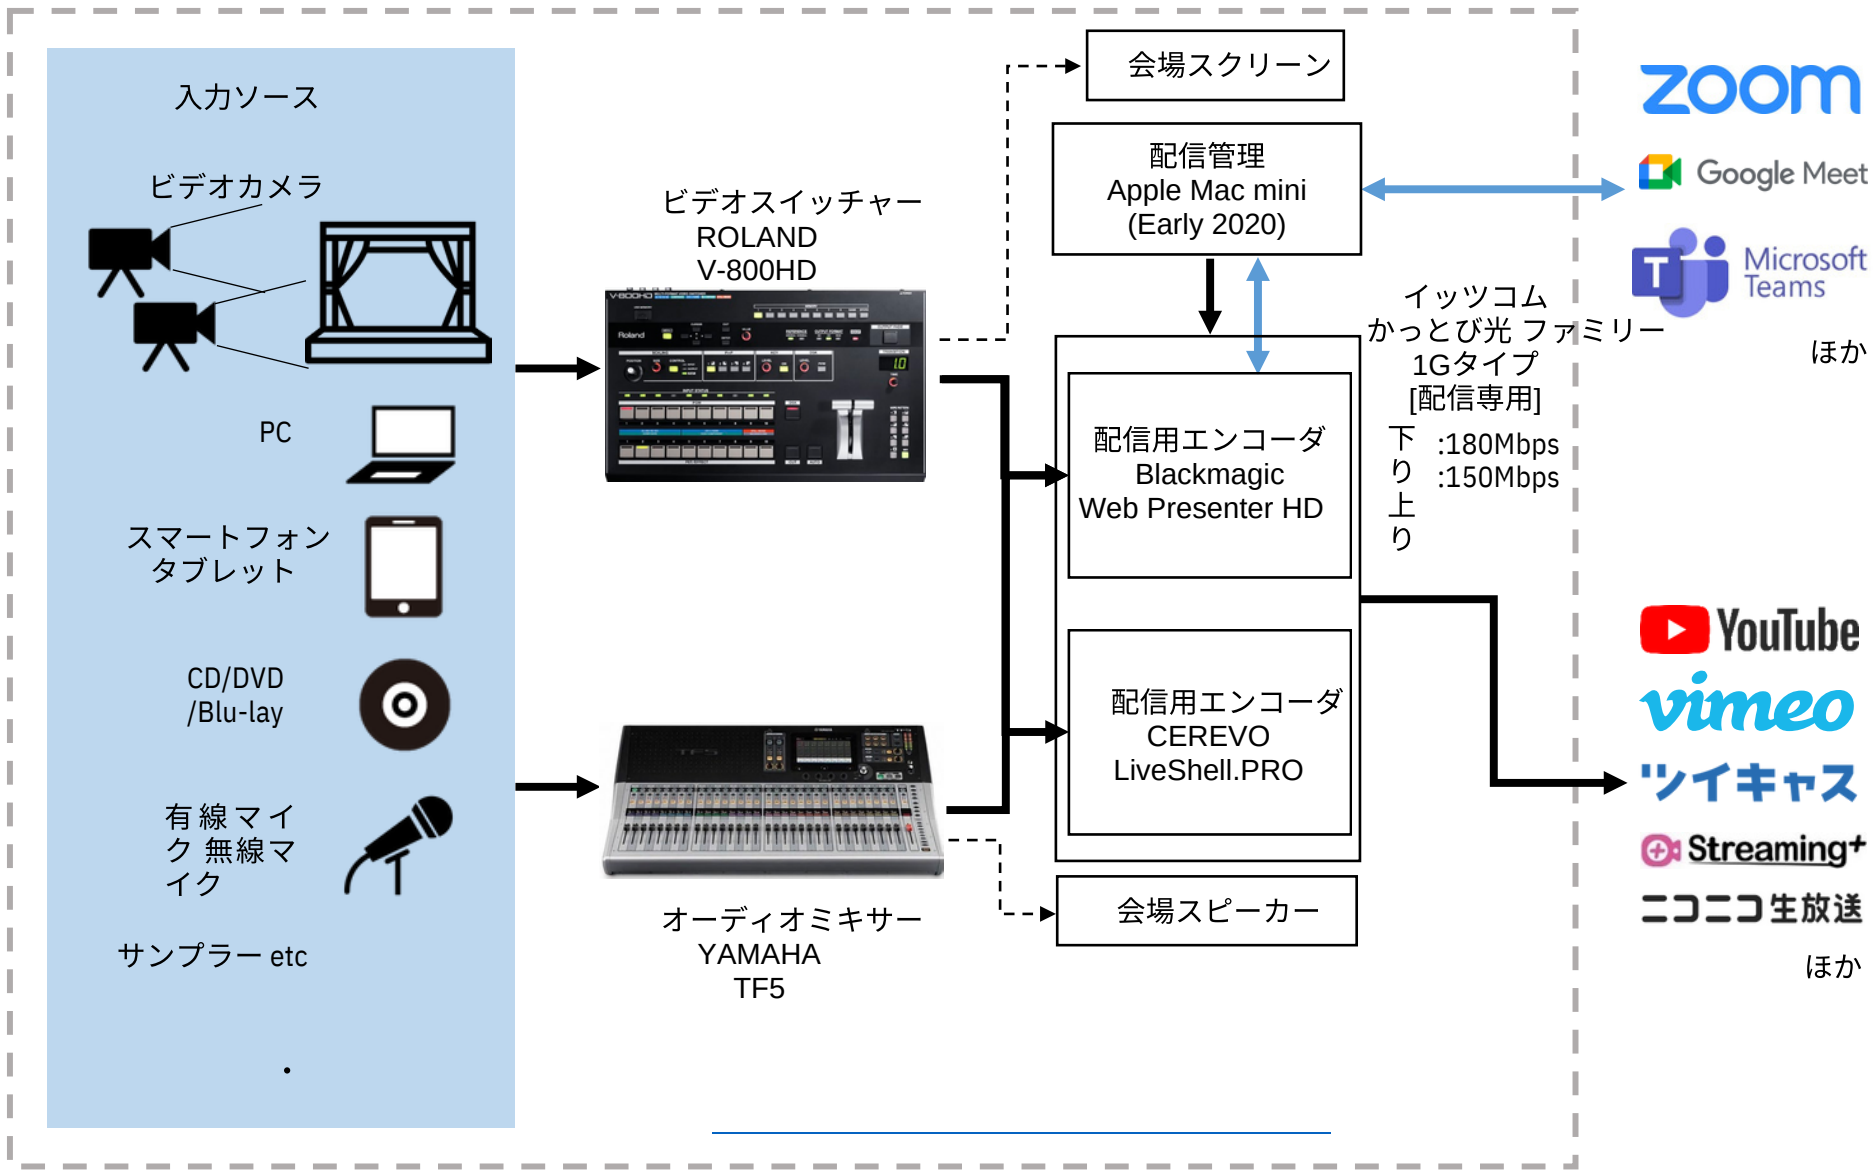 入力ソース
ビデオカメラ
PC
スマートフォン
タブレット
CD/DVD
/Blu-lay
有線マイ
ク 無線マ
イク
サンプラー etc
・
ビデオスイッチャー
ROLAND
V-800HD
V-800HD
Roland
1.0
オーディオミキサー
YAMAHA
TF5
会場スクリーン
配信管理
Apple Mac mini
(Early 2020)
配信用エンコーダ
Blackmagic
Web Presenter HD
配信用エンコーダ
CEREVO
LiveShell.PRO
会場スピーカー
イッツコム
かっとび光 ファミリー
1Gタイプ
[配信専用]
下り上り
:180Mbps
:150Mbps
zoom
Google Meet
T
Microsoft
Teams
ほか
YouTube
vimeo
ツイキャス
Streaming+
ニコニコ生放送
ほか